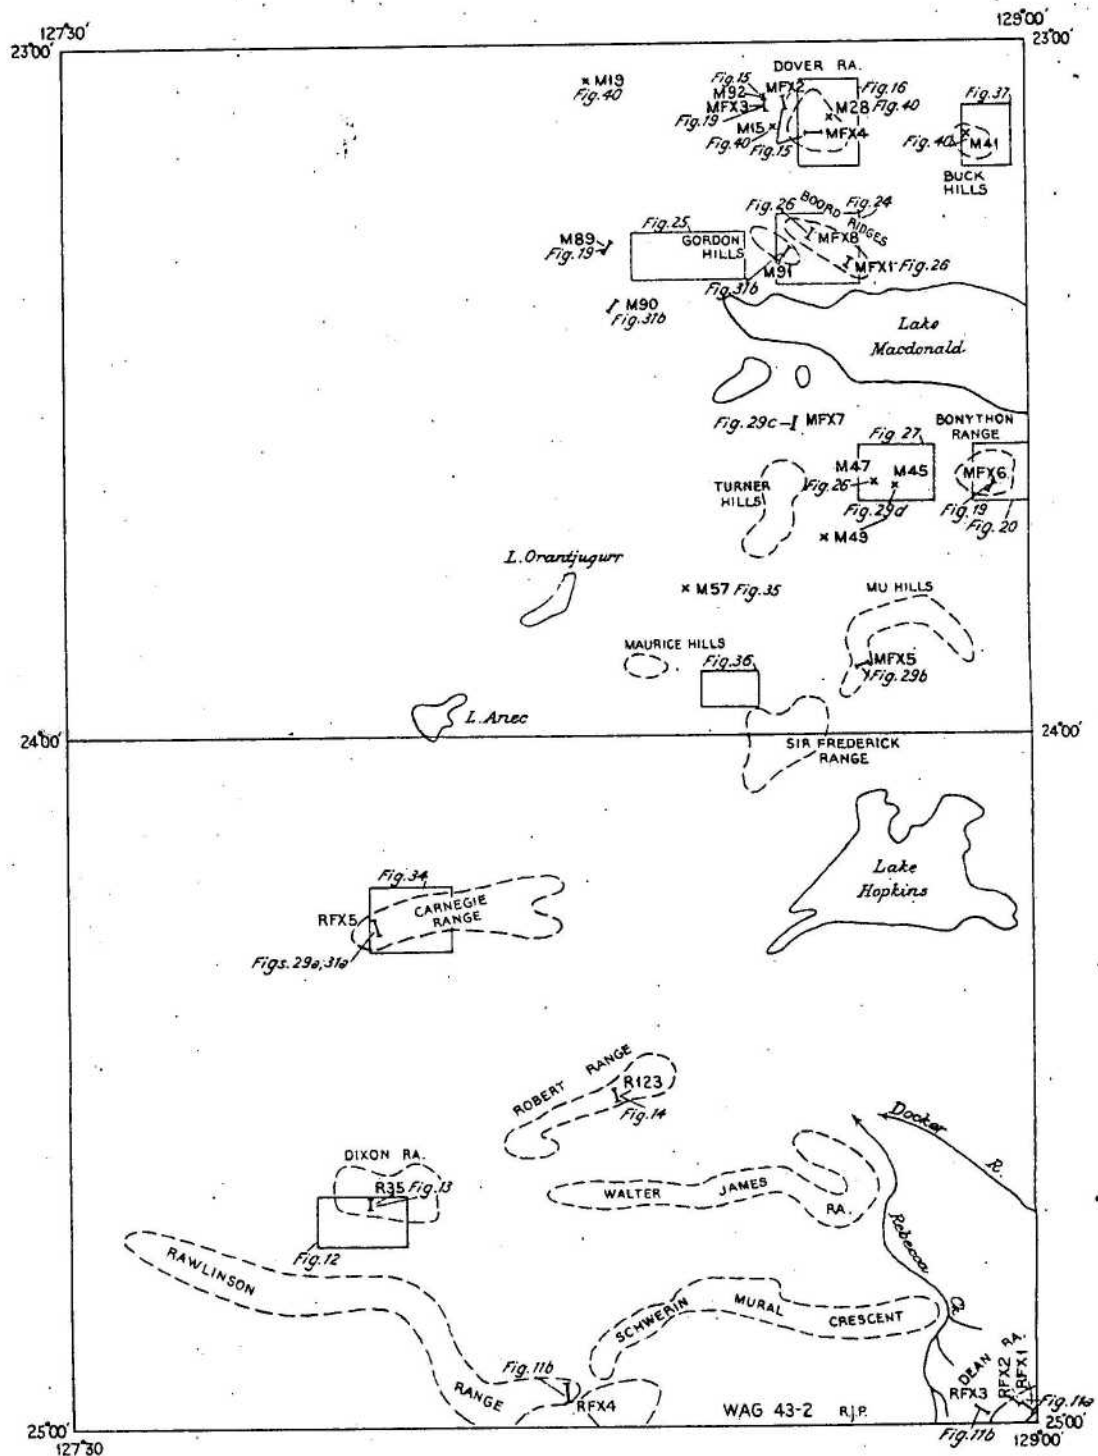 127°30'
129°00'
23°00'
23°00'
DOVER RA.
M19
Fig. 40
Fig. 15
M92
MFX2
MFX3
Fig. 19
Fig. 16
M28
Fig. 40
M15
Fig. 40
Fig. 15
MFX4
Fig. 37
Fig. 40
M41
BUCK
HILLS
Fig. 26
BOORD RIDGES
Fig. 24
Fig. 25
GORDON
HILLS
MFX8
M89
Fig. 19
M91
MFX1
Fig. 26
Fig. 31b
M90
Fig. 31b
Lake
Macdonald.
Fig. 29c
MFX7
Fig. 27
BONYTHON
RANGE
M47
M45
MFX6
Fig. 26
TURNER
HILLS
Fig. 29d
Fig. 19
Fig. 20
M49
L. Orantjugurr
M57 Fig. 35
MU HILLS
MAURICE HILLS
Fig. 36
MFX5
Fig. 29b
L. Anec
24°00'
24°00'
SIR FREDERICK
RANGE
Lake
Hopkins
Fig. 34
CARNEGIE
RANGE
RFX5
Figs. 29a, 31a
ROBERT RANGE
R123
Fig. 14
Docker R.
DIXON RA.
R35
Fig. 13
WALTER JAMES RA.
Rebecca Ck.
Fig. 12
RAWLINSON RANGE
SCHWERIN MURAL CRESCENT
Fig. 11b
RFX4
DEAN RA.
RFX3
RFX2
RFX1
Fig. 11a
Fig. 11b
WAG 43-2 R.J.P.
25°00'
25°00'
127°30'
129°00'